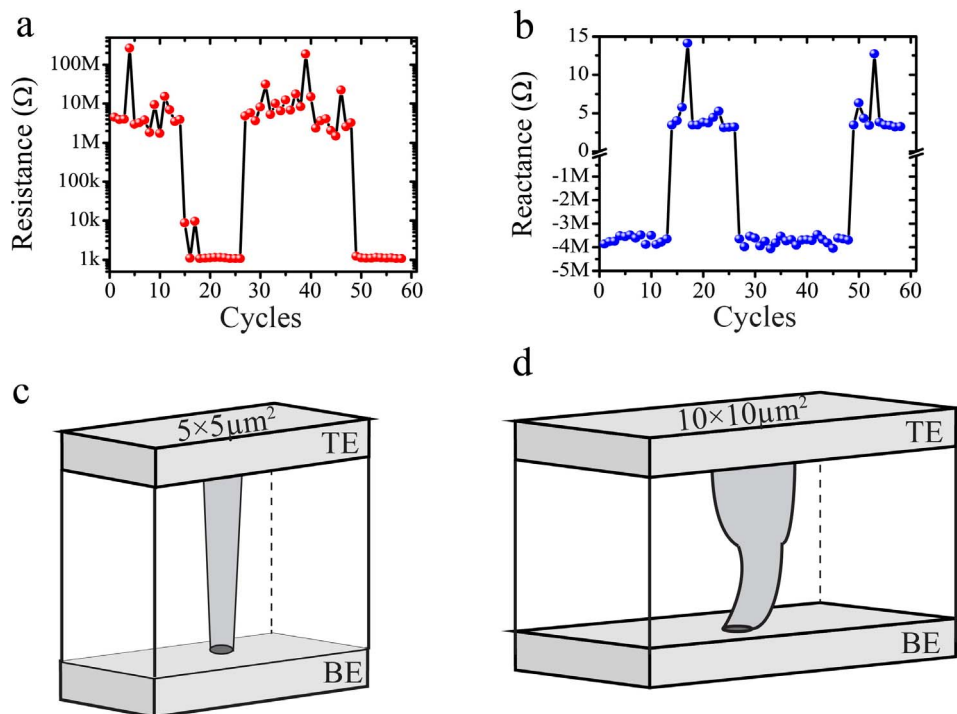 a
Resistance (Ω)
100M
10M
1M
100k
10k
1k
0 10 20 30 40 50 60
Cycles
b
Reactance (Ω)
15
10
5
0
-1M
-2M
-3M
-4M
-5M
0 10 20 30 40 50 60
Cycles
c
5×5μm²
TE
BE
d
10×10μm²
TE
BE